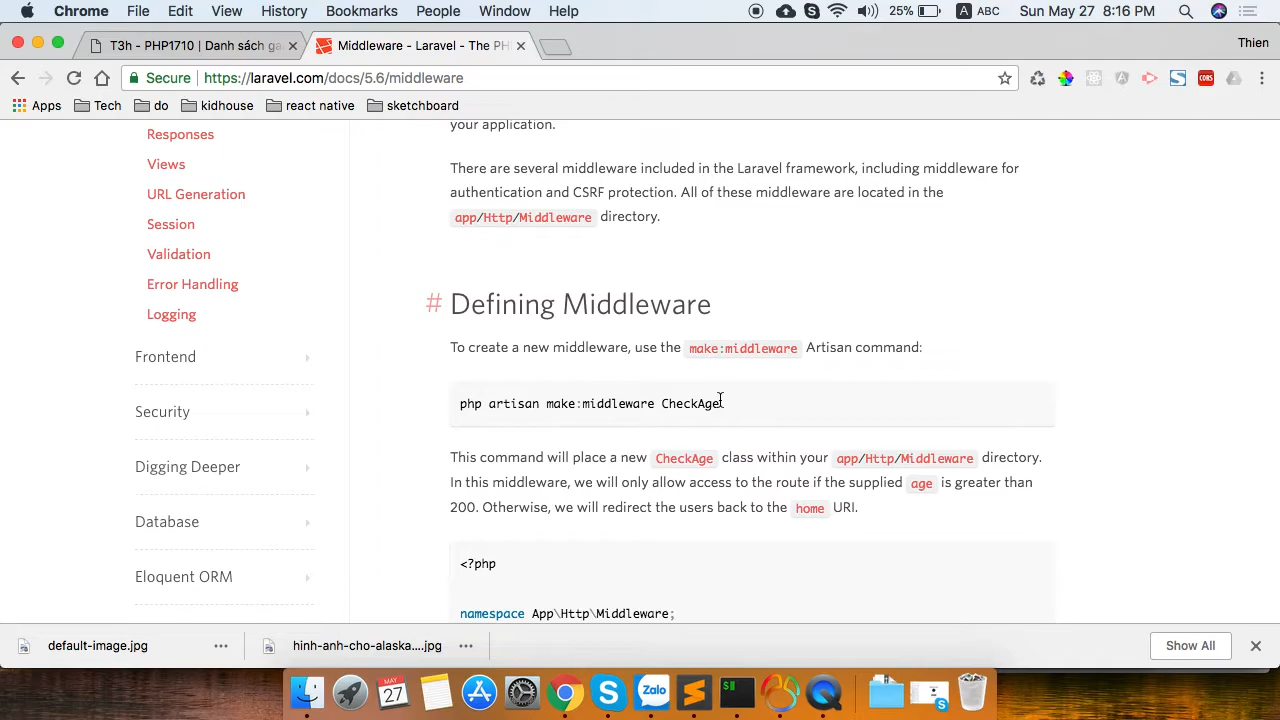 Chrome File Edit View History Bookmarks People Window Help 25% A ABC Sun May 27 8:16 PM
T3h - PHP1710 | Danh sách ga
Middleware - Laravel - The PH
Thien
Secure https://laravel.com/docs/5.6/middleware
CORS
Apps Tech do kidhouse react native sketchboard
your application.
Responses
There are several middleware included in the Laravel framework, including middleware for
Views
authentication and CSRF protection. All of these middleware are located in the
URL Generation
app/Http/Middleware directory.
Session
Validation
Error Handling
# Defining Middleware
Logging
To create a new middleware, use the make:middleware Artisan command:
Frontend
php artisan make:middleware CheckAge
Security
This command will place a new CheckAge class within your app/Http/Middleware directory.
Digging Deeper
In this middleware, we will only allow access to the route if the supplied age is greater than
200. Otherwise, we will redirect the users back to the home URI.
Database
<?php
Eloquent ORM
namespace App\Http\Middleware;
default-image.jpg
hinh-anh-cho-alaska....jpg
Show All
MAY
27
Zalo